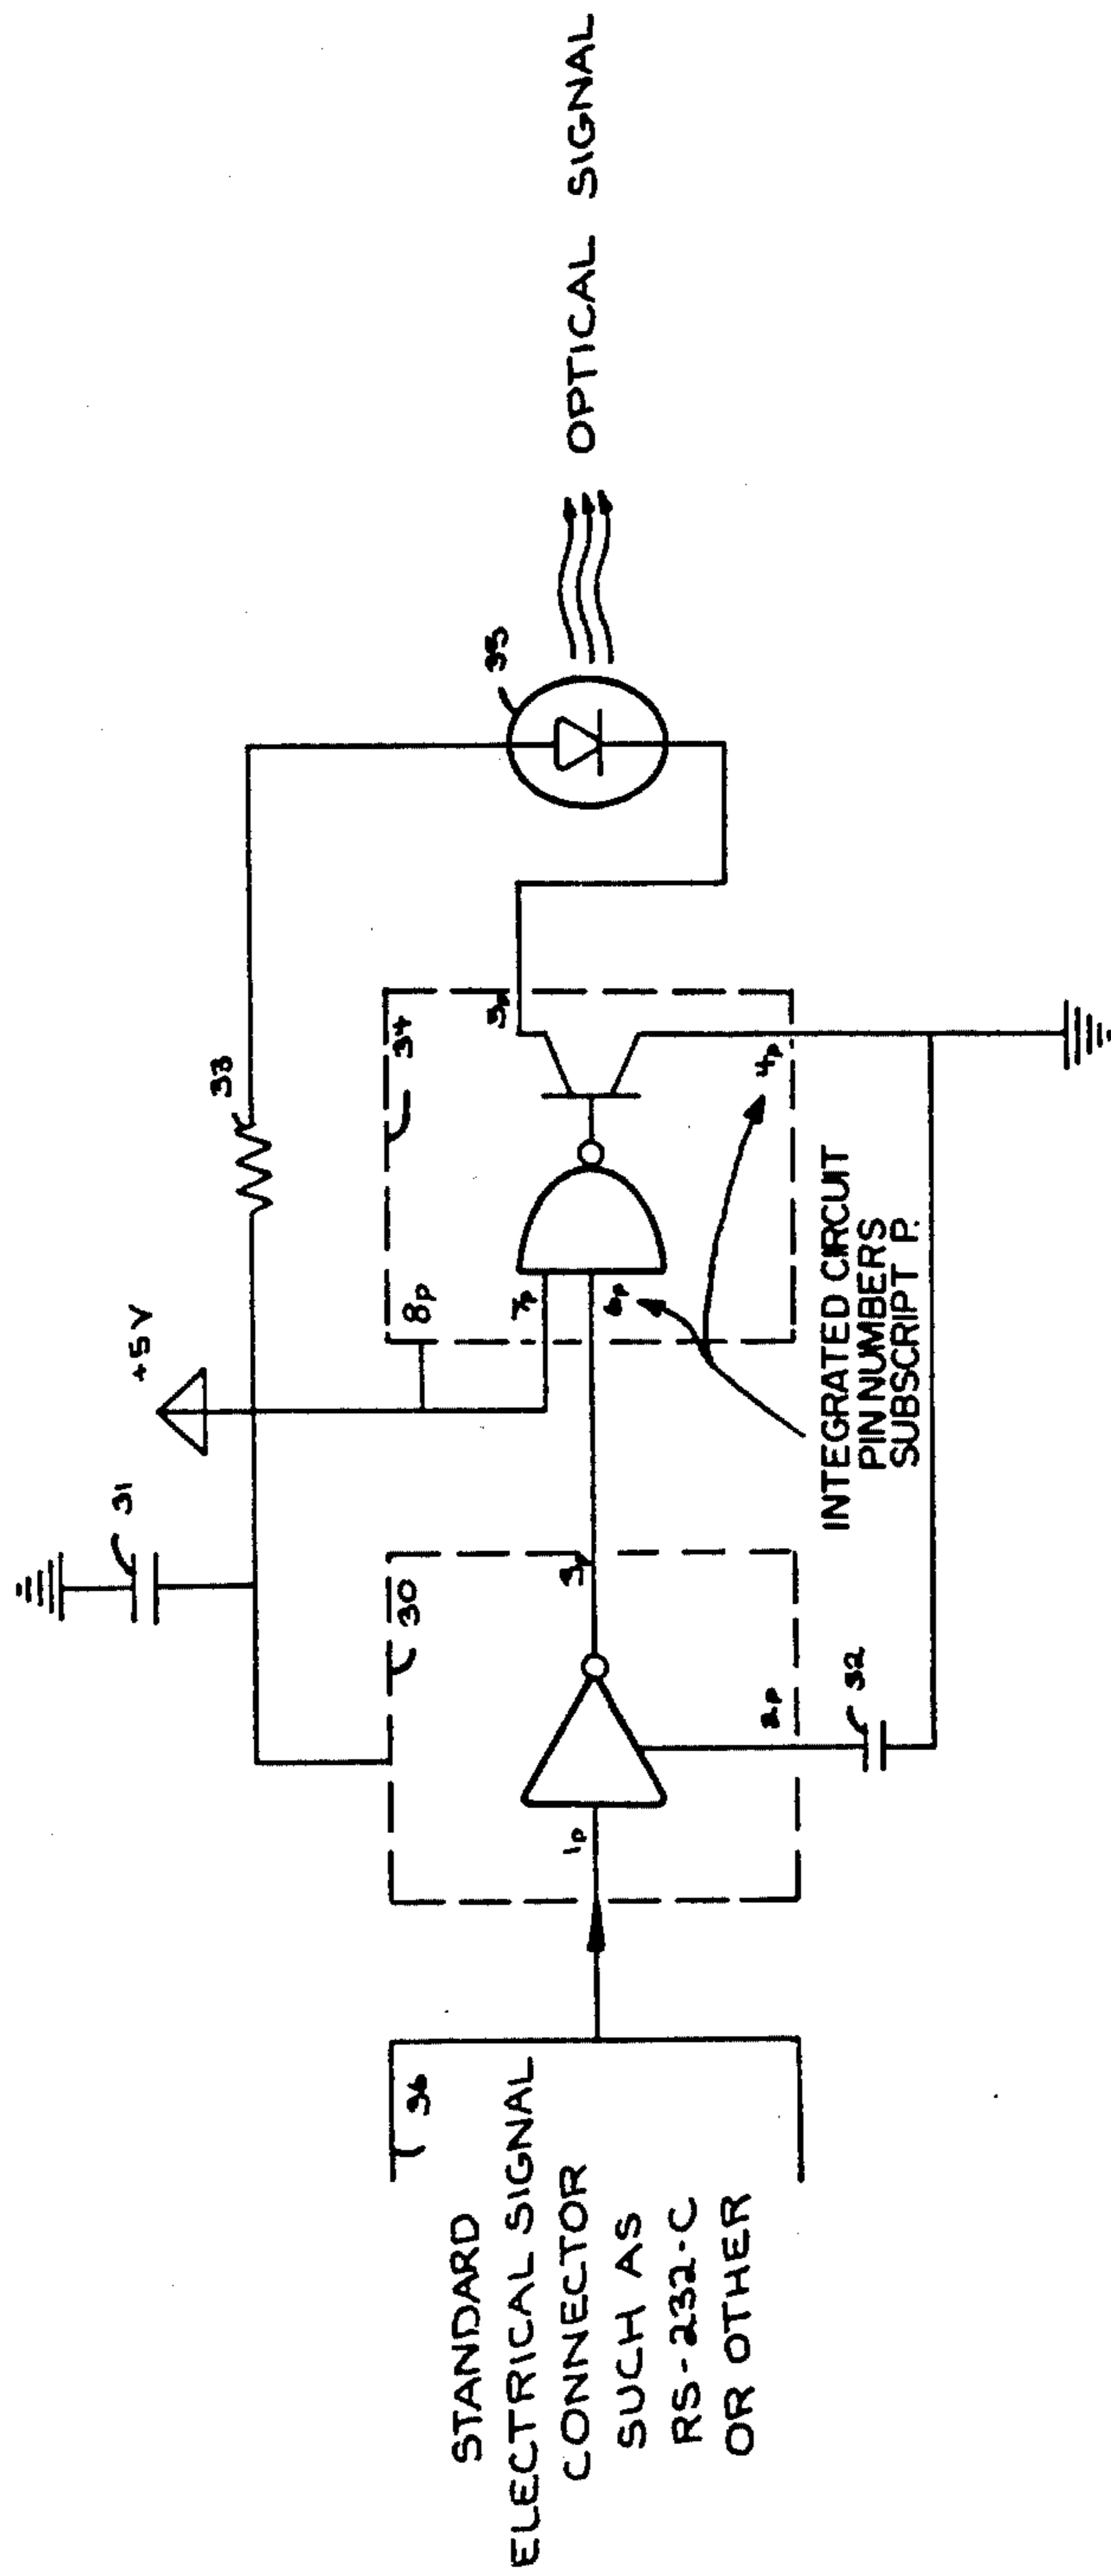 STANDARD
ELECTRICAL SIGNAL
CONNECTOR
SUCH AS
RS-232-C
OR OTHER
36
1p
30
2p
3p
32
31
+5V
8p
7p
6p
34
5p
4p
INTEGRATED CIRCUIT
PIN NUMBERS
SUBSCRIPT P.
33
35
OPTICAL SIGNAL